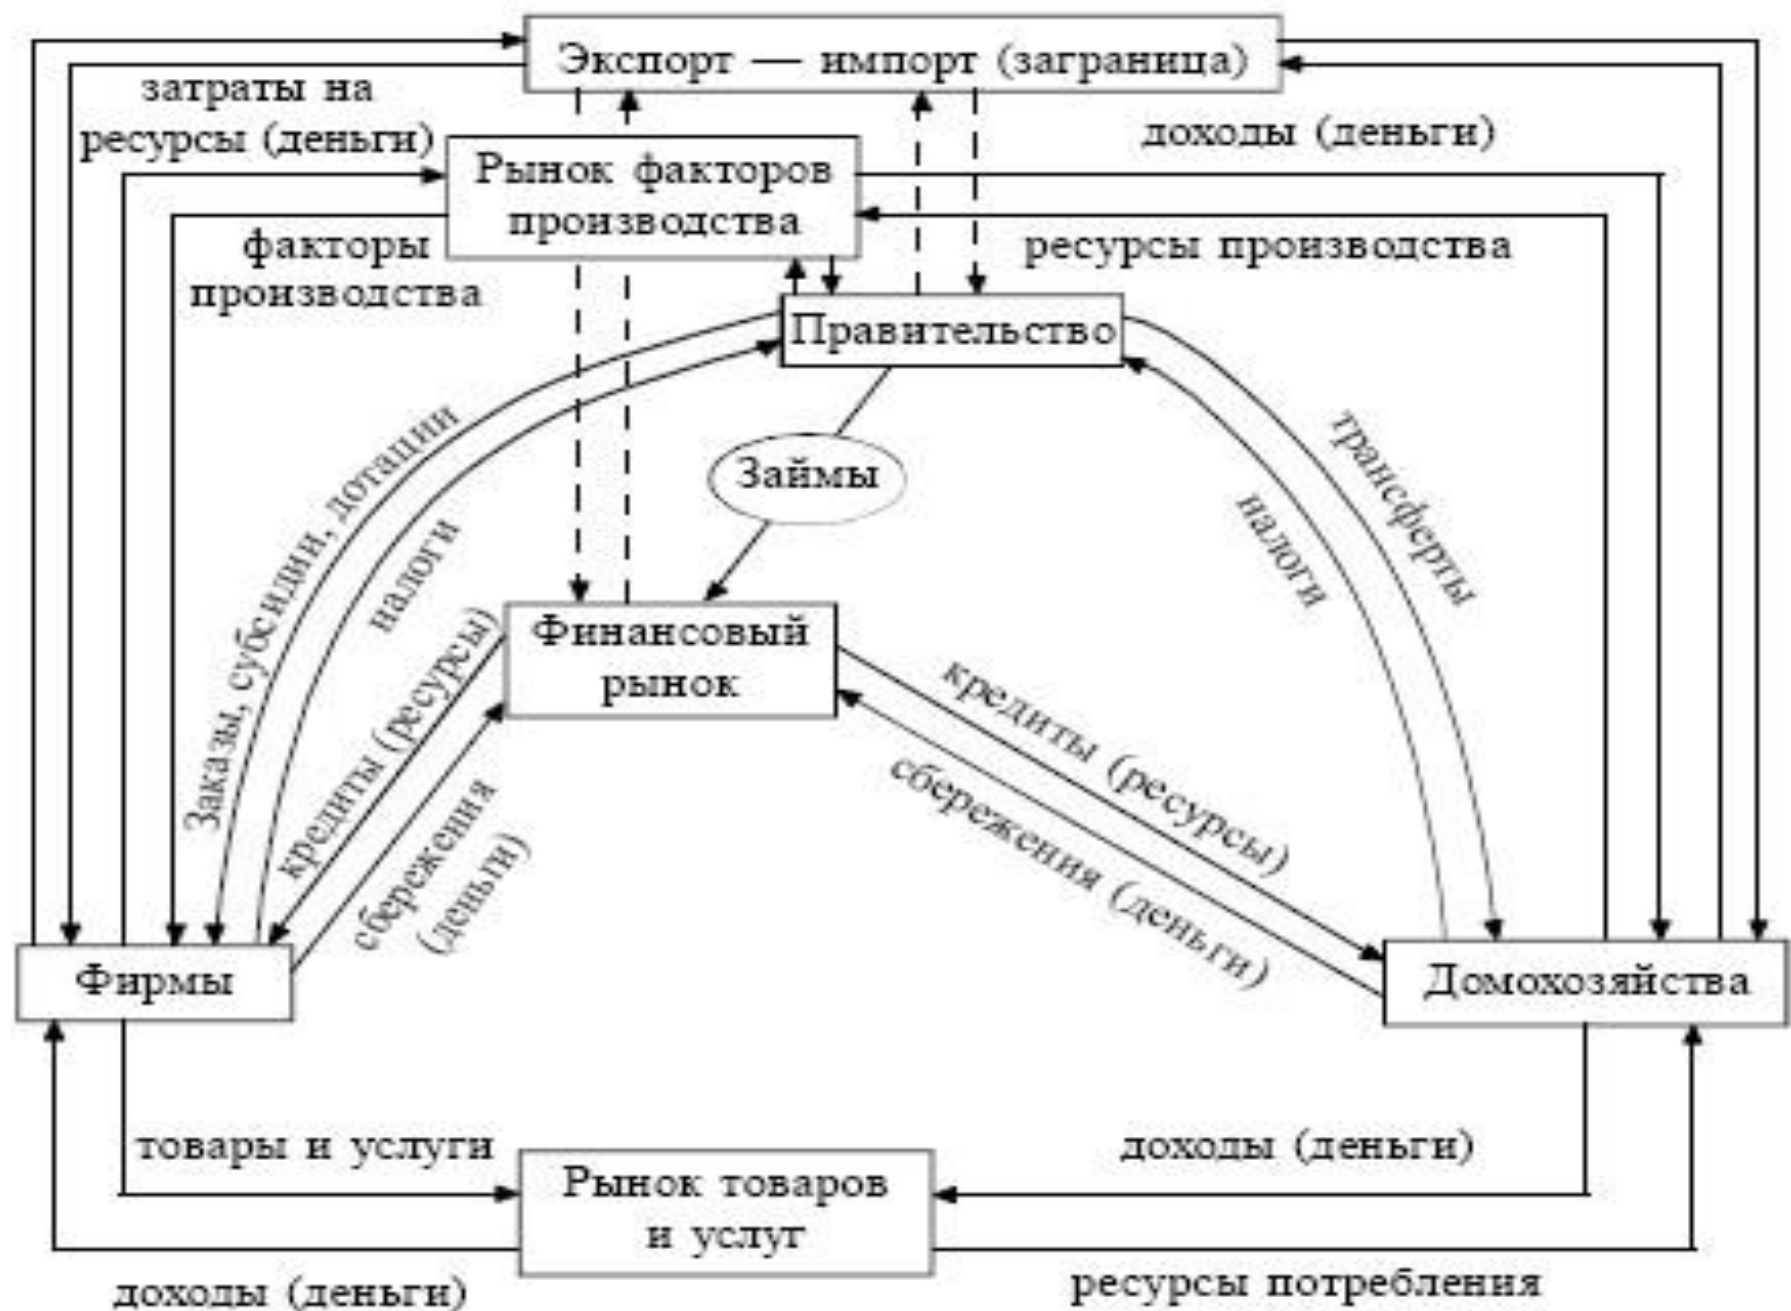 Экспорт — импорт (заграница)
затраты на
ресурсы (деньги)
доходы (деньги)
Рынок факторов
производства
факторы
производства
ресурсы производства
Правительство
Займы
Заказы, субсидии, дотации
налоги
налоги
трансферты
Финансовый
рынок
кредиты (ресурсы)
сбережения
(деньги)
кредиты (ресурсы)
сбережения (деньги)
Фирмы
Домохозяйства
товары и услуги
доходы (деньги)
Рынок товаров
и услуг
доходы (деньги)
ресурсы потребления